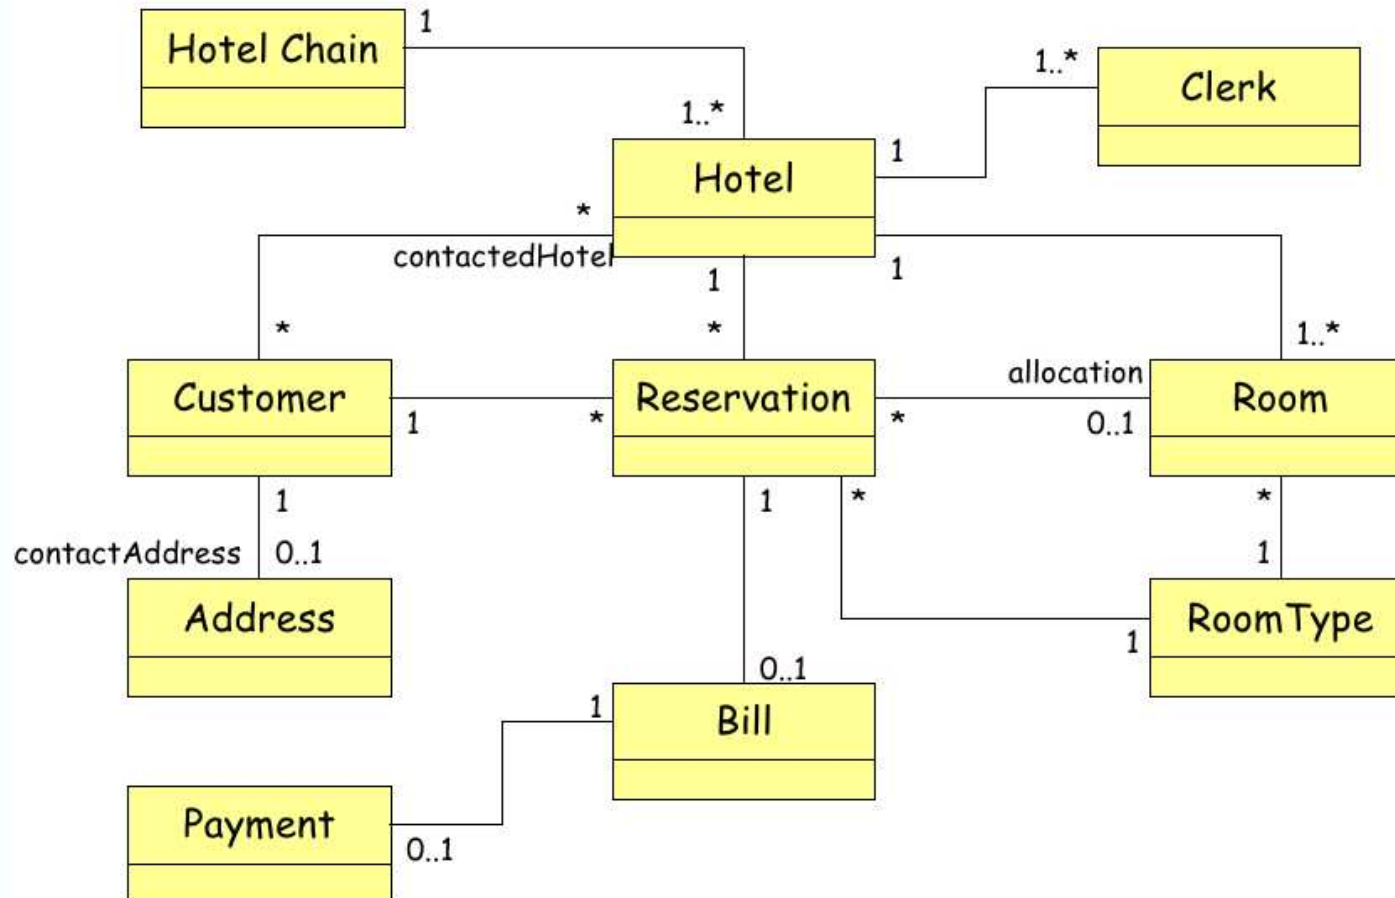 Hotel Chain
1
1..*
Clerk
1..*
Hotel
1
*
contactedHotel
1
1
*
*
1..*
Customer
Reservation
allocation
Room
1
*
*
0..1
1
1
*
*
contactAddress
0..1
1
Address
RoomType
1
0..1
1
Bill
Payment
0..1